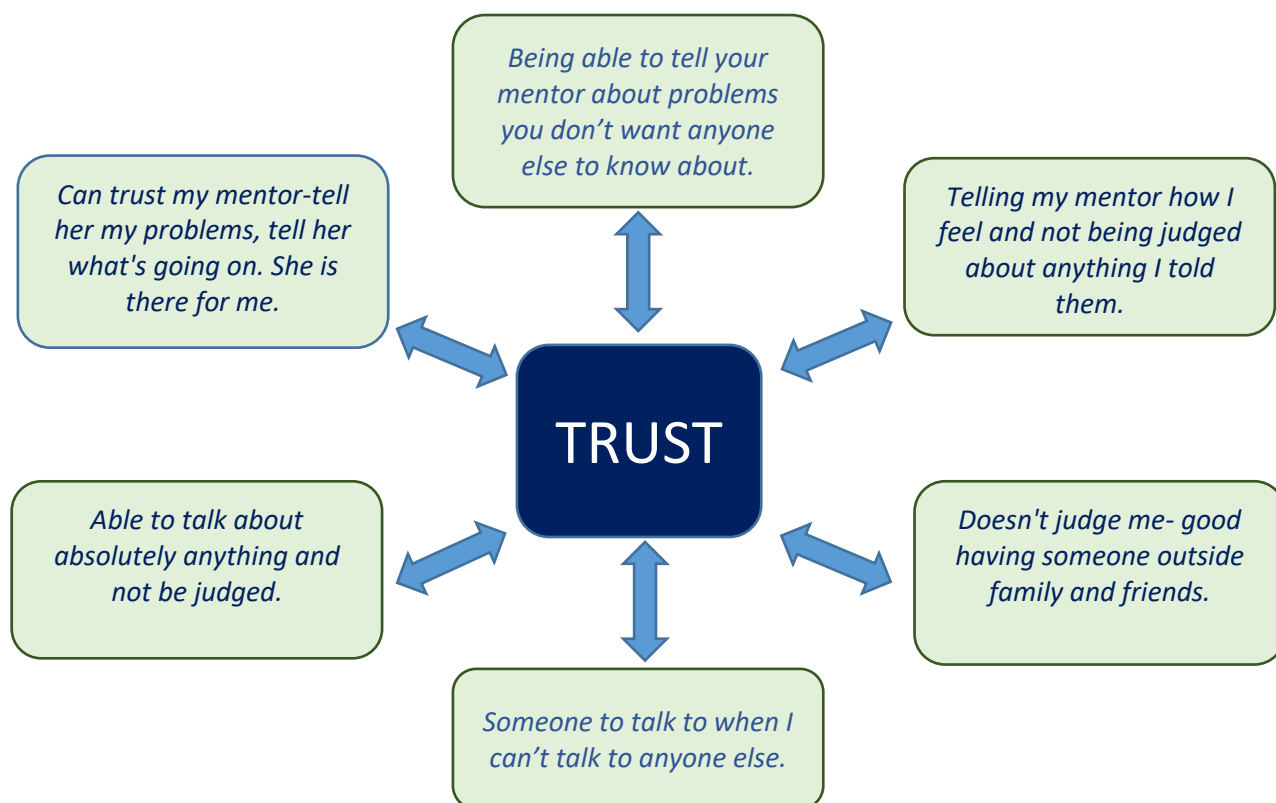 Being able to tell your
mentor about problems
you don’t want anyone
else to know about.
Can trust my mentor-tell
her my problems, tell her
what's going on. She is
there for me.
Telling my mentor how I
feel and not being judged
about anything I told
them.
TRUST
Able to talk about
absolutely anything and
not be judged.
Doesn't judge me- good
having someone outside
family and friends.
Someone to talk to when I
can’t talk to anyone else.